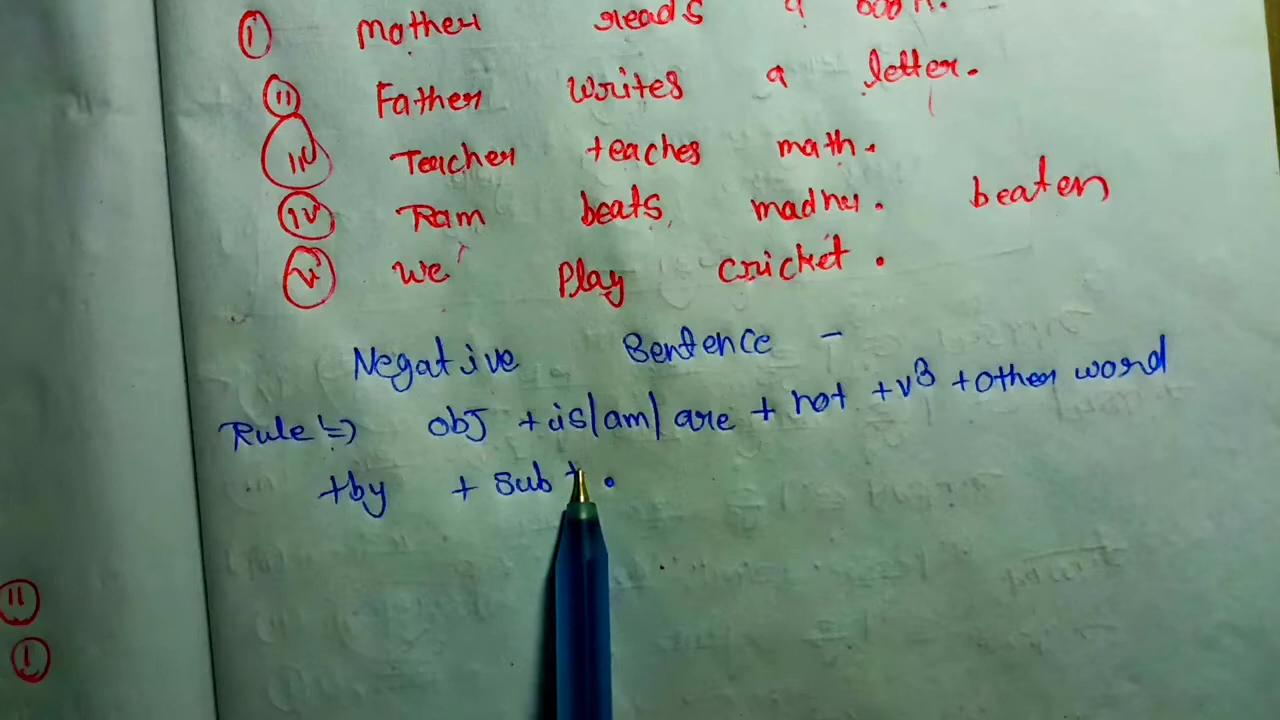 (i) Mother reads a book.
(ii) Father writes a letter.
(iii) Teacher teaches math.
(iv) Ram beats madhu. beaten
(v) We play cricket.
Negative Sentence -
Rule => obj + is/am/are + not + v3 + other word
+by + sub + .
(ii)
(i)